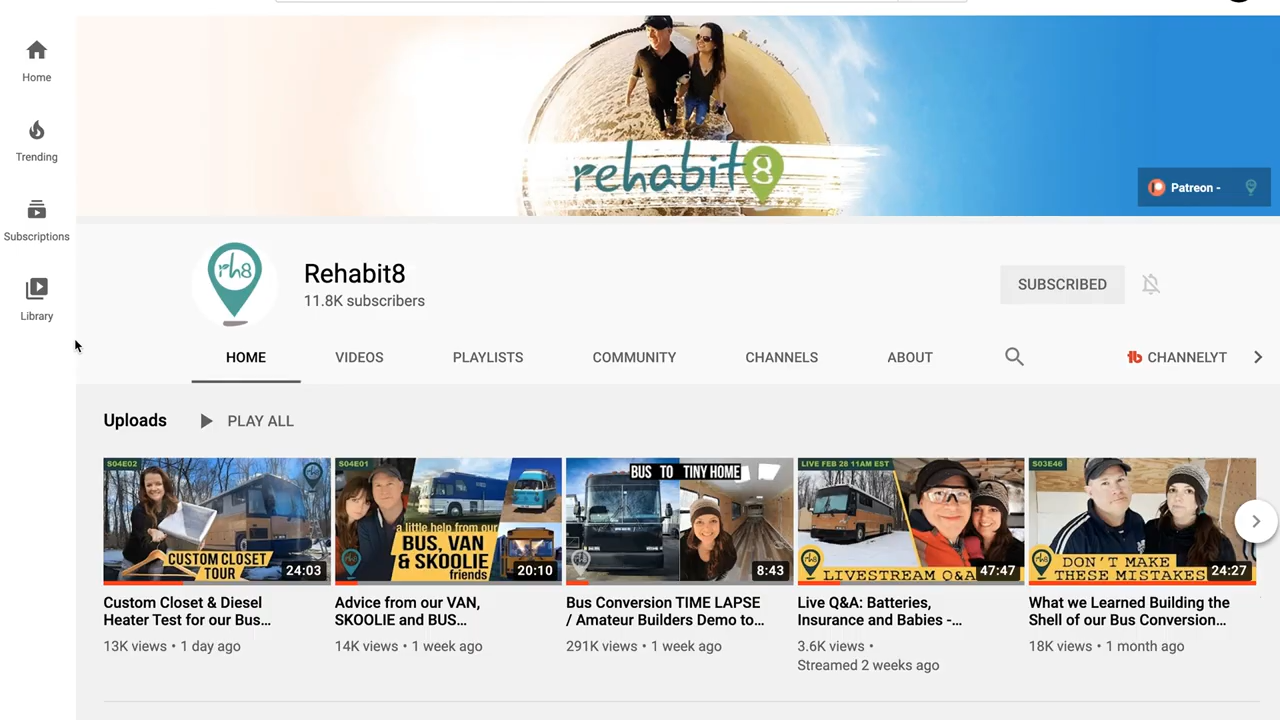 Home
Trending
Subscriptions
Library
rehabit8
Patreon -
rh8
Rehabit8
11.8K subscribers
SUBSCRIBED
HOME
VIDEOS
PLAYLISTS
COMMUNITY
CHANNELS
ABOUT
CHANNELYT
Uploads
PLAY ALL
S04E02
CUSTOM CLOSET
TOUR
24:03
S04E01
a little help from our
BUS, VAN
& SKOOLIE
friends
20:10
BUS TO TINY HOME
8:43
LIVE FEB 28 11AM EST
LIVESTREAM Q&A
47:47
S03E46
DON'T MAKE
THESE MISTAKES
24:27
Custom Closet & Diesel
Heater Test for our Bus...
13K views • 1 day ago
Advice from our VAN,
SKOOLIE and BUS...
14K views • 1 week ago
Bus Conversion TIME LAPSE
/ Amateur Builders Demo to...
291K views • 1 week ago
Live Q&A: Batteries,
Insurance and Babies -...
3.6K views •
Streamed 2 weeks ago
What we Learned Building the
Shell of our Bus Conversion...
18K views • 1 month ago